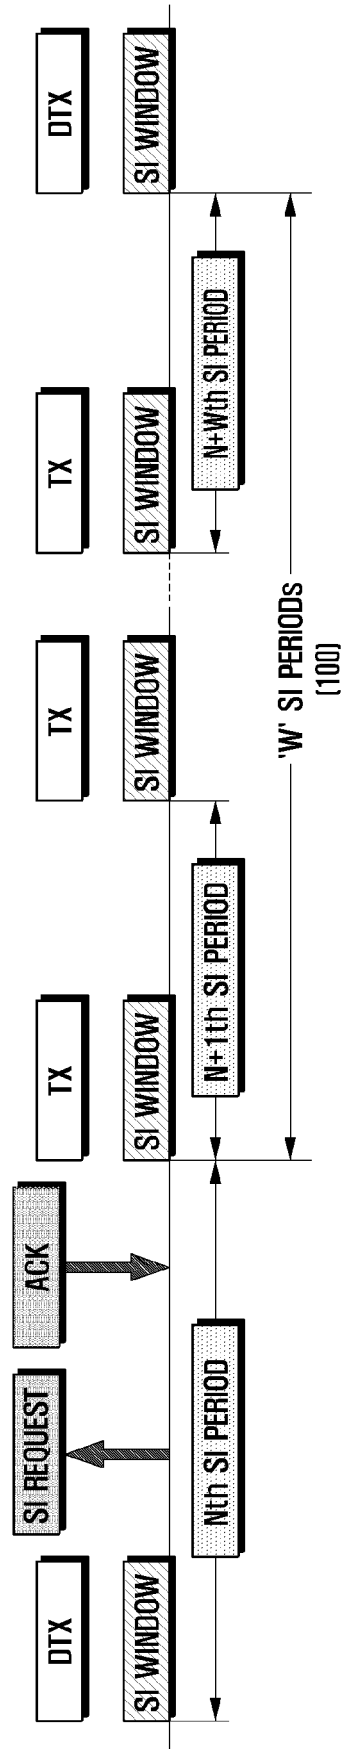 DTX
SI REQUEST
ACK
TX
TX
TX
DTX
SI WINDOW
SI WINDOW
SI WINDOW
SI WINDOW
SI WINDOW
Nth SI PERIOD
N+1th SI PERIOD
N+Wth SI PERIOD
'W' SI PERIODs
(100)